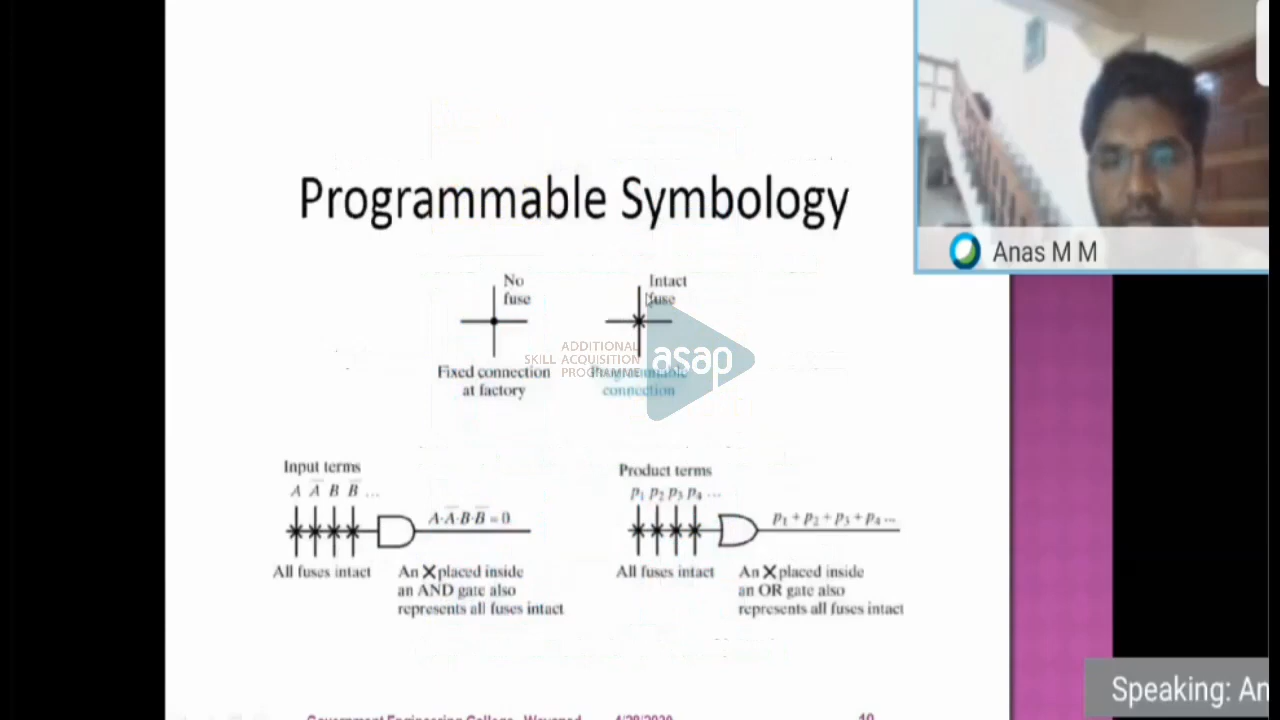 Programmable Symbology
Anas M M
No
fuse
Intact
fuse
ADDITIONAL
SKILL ACQUISITION
PROGRAMME
asap
Fixed connection
at factory
Programmable
connection
Input terms
A A̅ B B̅ ...
A·A̅·B·B̅ = 0
All fuses intact
An X placed inside
an AND gate also
represents all fuses intact
Product terms
P₁ P₂ P₃ P₄ ...
P₁ + P₂ + P₃ + P₄ ...
All fuses intact
An X placed inside
an OR gate also
represents all fuses intact
Speaking: An
Government Engineering College, Wayanad 4/29/2020 10